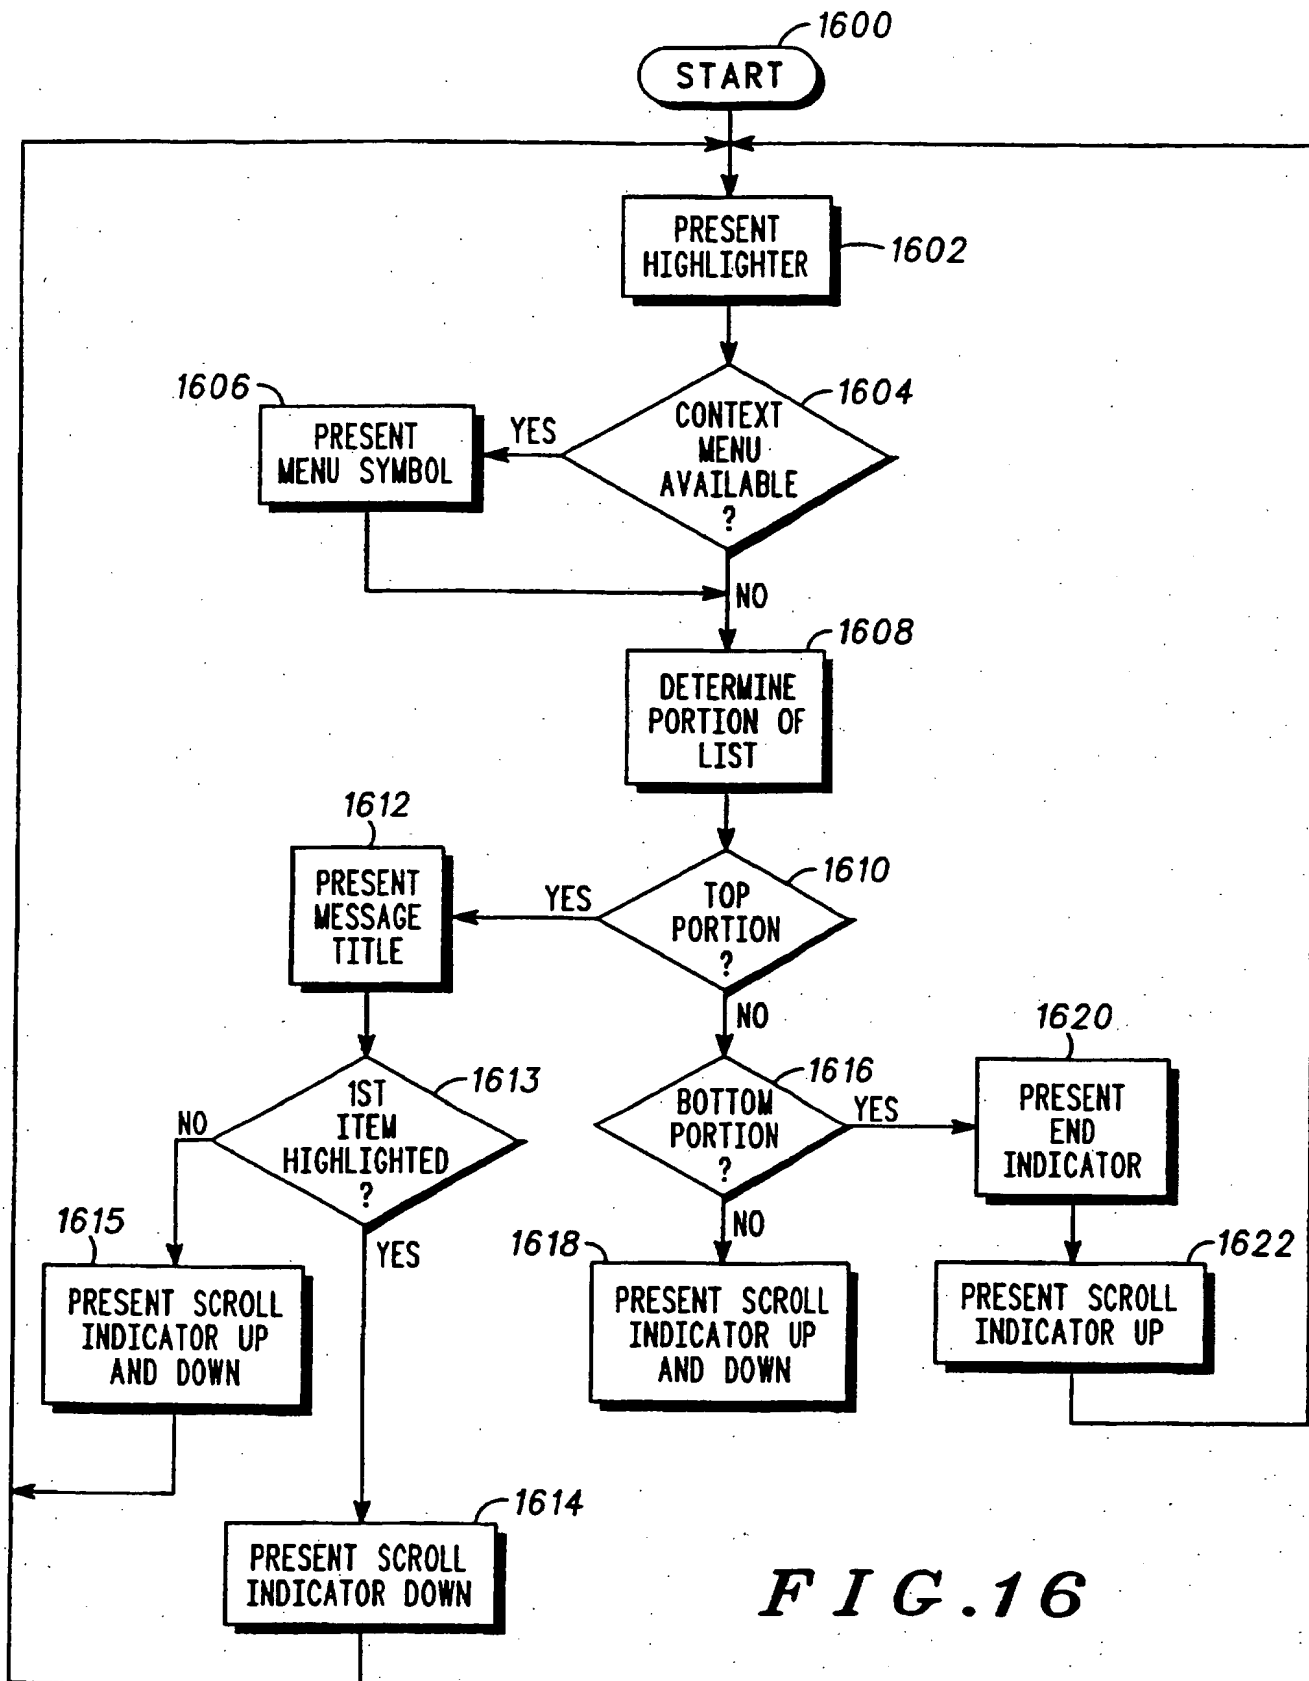 1600
START
PRESENT
HIGHLIGHTER
1602
1606
PRESENT
MENU SYMBOL
YES
CONTEXT
MENU
AVAILABLE
?
1604
NO
1608
DETERMINE
PORTION OF
LIST
1612
PRESENT
MESSAGE
TITLE
YES
TOP
PORTION
?
1610
NO
1613
1ST
ITEM
HIGHLIGHTED
?
NO
YES
1616
BOTTOM
PORTION
?
YES
NO
1620
PRESENT
END
INDICATOR
1615
PRESENT SCROLL
INDICATOR UP
AND DOWN
1618
PRESENT SCROLL
INDICATOR UP
AND DOWN
1622
PRESENT SCROLL
INDICATOR UP
1614
PRESENT SCROLL
INDICATOR DOWN
FIG.16